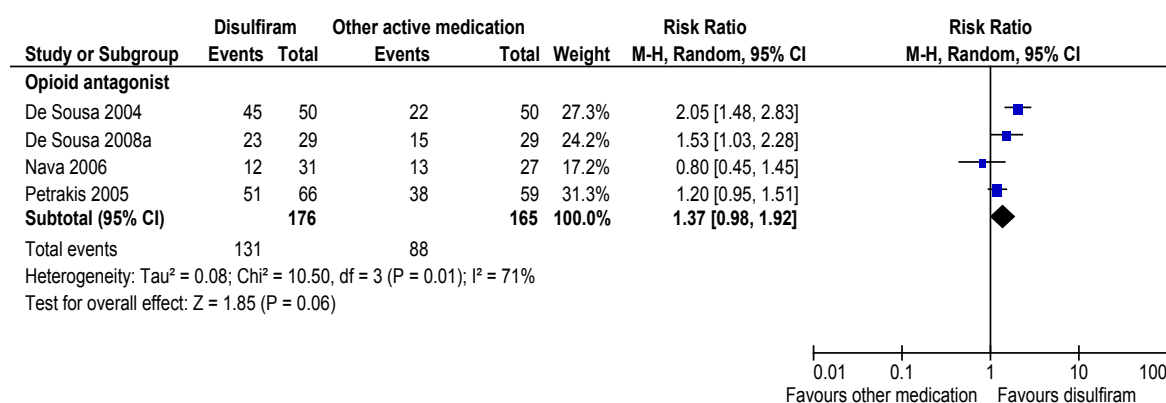 Disulfiram Other active medication Risk Ratio Risk Ratio
Study or Subgroup Events Total Events Total Weight M-H, Random, 95% CI M-H, Random, 95% CI
Opioid antagonist
De Sousa 2004 45 50 22 50 27.3% 2.05 [1.48, 2.83]
De Sousa 2008a 23 29 15 29 24.2% 1.53 [1.03, 2.28]
Nava 2006 12 31 13 27 17.2% 0.80 [0.45, 1.45]
Petrakis 2005 51 66 38 59 31.3% 1.20 [0.95, 1.51]
Subtotal (95% CI) 176 165 100.0% 1.37 [0.98, 1.92]
Total events 131 88
Heterogeneity: Tau² = 0.08; Chi² = 10.50, df = 3 (P = 0.01); I² = 71%
Test for overall effect: Z = 1.85 (P = 0.06)
0.01 0.1 1 10 100
Favours other medication Favours disulfiram